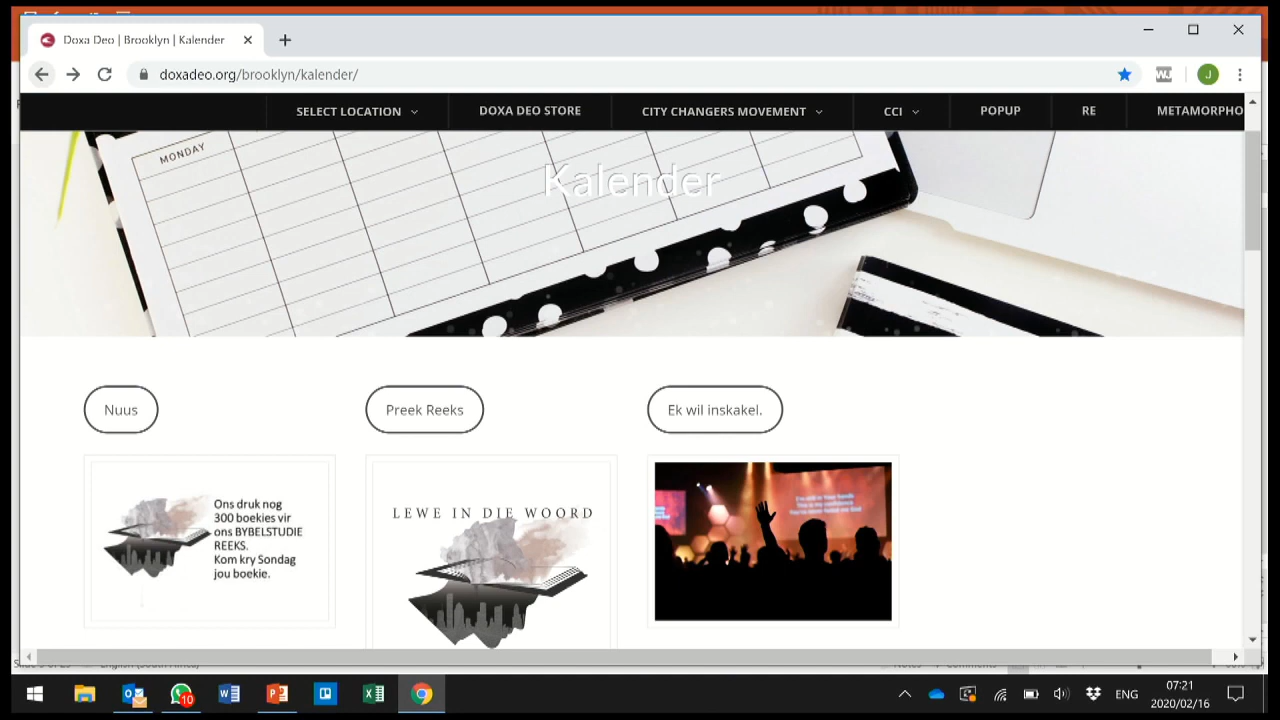 Doxa Deo | Brooklyn | Kalender
doxadeo.org/brooklyn/kalender/
WJ
J
SELECT LOCATION
DOXA DEO STORE
CITY CHANGERS MOVEMENT
CCI
POPUP
RE
METAMORPHO
MONDAY
Kalender
Nuus
Preek Reeks
Ek wil inskakel.
Ons druk nog
300 boekies vir
ons BYBELSTUDIE
REEKS.
Kom kry Sondag
jou boekie.
LEWE IN DIE WOORD
10
ENG
07:21
2020/02/16